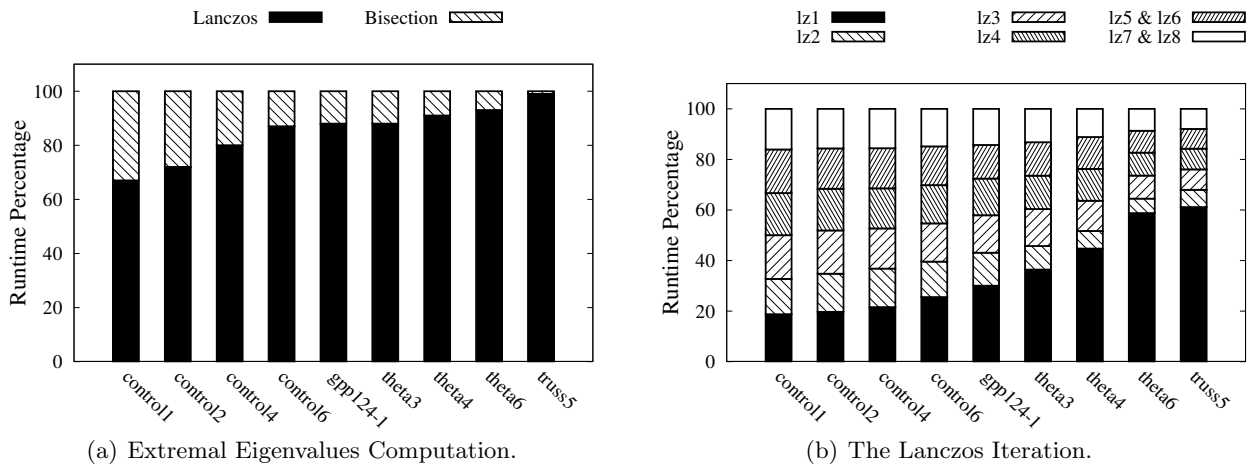 Lanczos Bisection
Runtime Percentage
100
80
60
40
20
0
control1 control2 control4 control6 gpp124-1 theta3 theta4 theta6 truss5
(a) Extremal Eigenvalues Computation.
lz1 lz3 lz5 & lz6
lz2 lz4 lz7 & lz8
Runtime Percentage
100
80
60
40
20
0
control1 control2 control4 control6 gpp124-1 theta3 theta4 theta6 truss5
(b) The Lanczos Iteration.